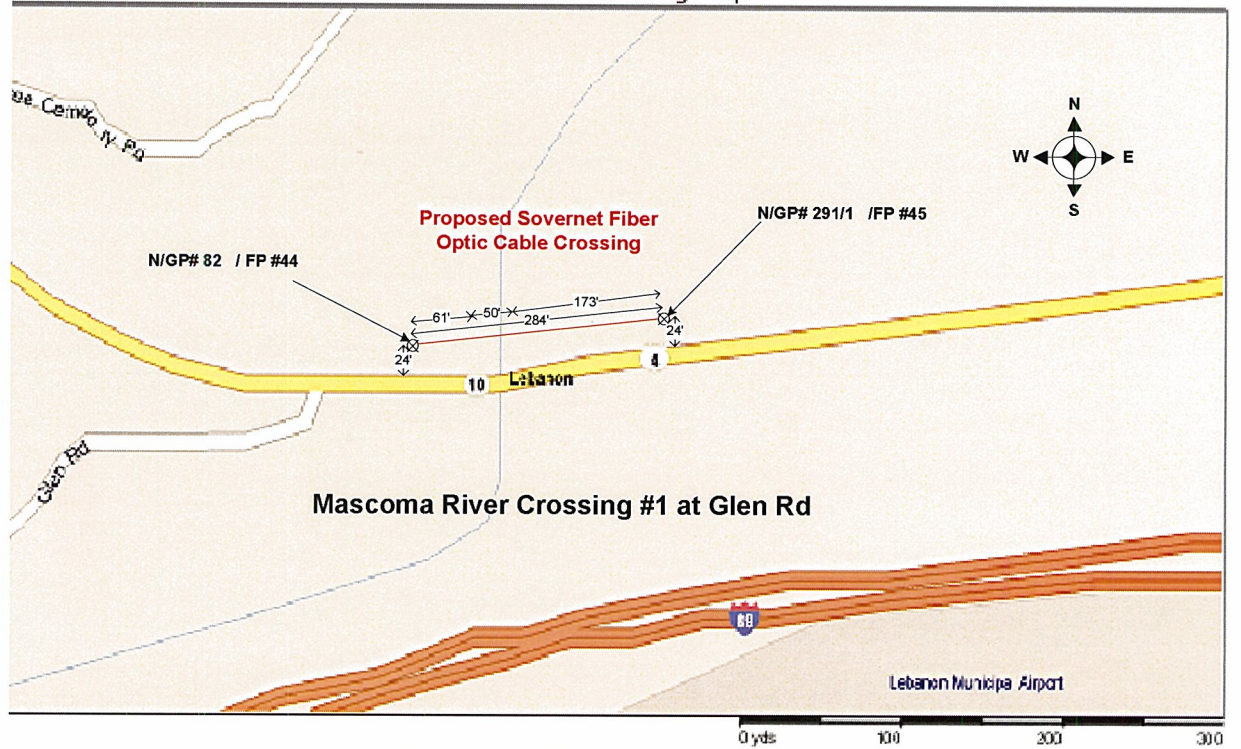 N
W E
S
Proposed Sovernet Fiber
Optic Cable Crossing
N/GP# 291/1 /FP #45
N/GP# 82 / FP #44
61' 50' 173'
284'
24'
24'
4
10 Lebanon
Glen Rd
Mascoma River Crossing #1 at Glen Rd
89
Lebanon Municipal Airport
0 yds 100 200 300